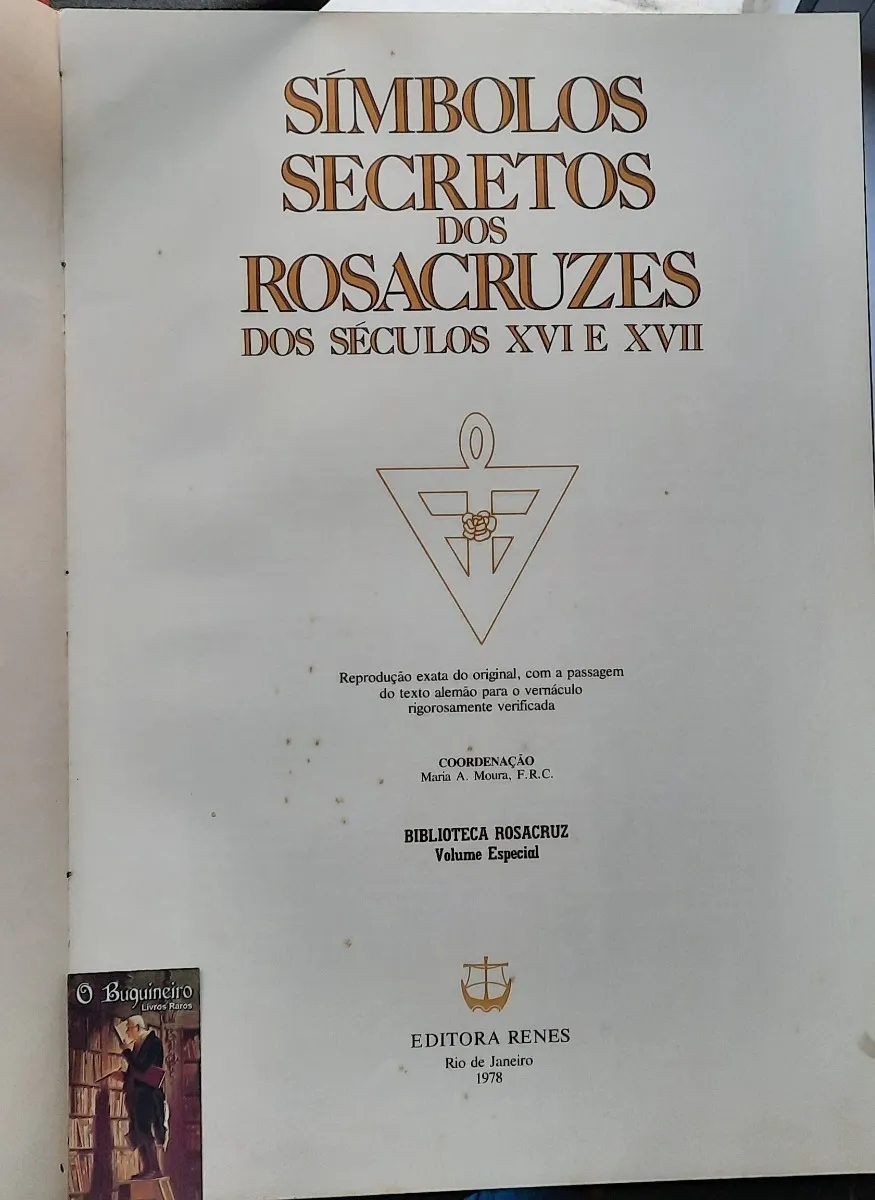 SÍMBOLOS
SECRETOS
DOS
ROSACRUZES
DOS SÉCULOS XVI E XVII
Reprodução exata do original, com a passagem
do texto alemão para o vernáculo
rigorosamente verificada
COORDENAÇÃO
Maria A. Moura, F.R.C.
BIBLIOTECA ROSACRUZ
Volume Especial
EDITORA RENES
Rio de Janeiro
1978
O Buquineiro
Livros Raros